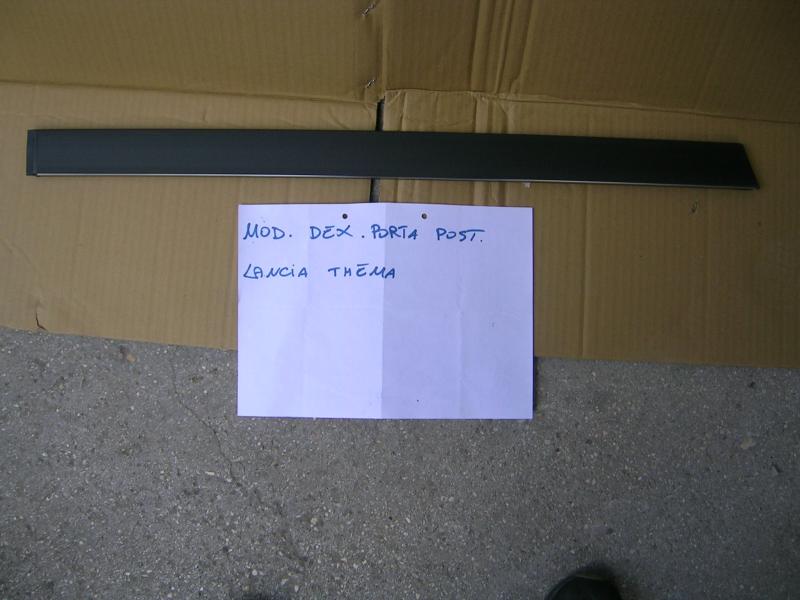 MOD. DEX. PORTA POST.
LANCIA THEMA